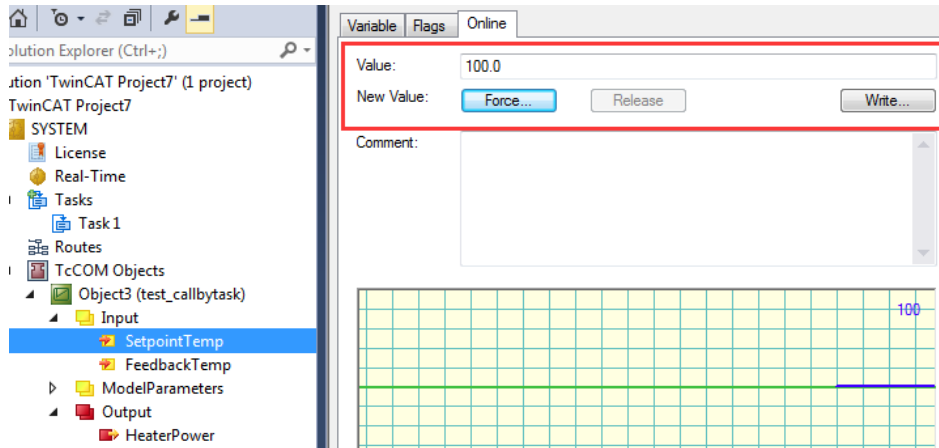 olution Explorer (Ctrl+;)
ution 'TwinCAT Project7' (1 project)
TwinCAT Project7
SYSTEM
License
Real-Time
Tasks
Task 1
Routes
TcCOM Objects
Object3 (test_callbytask)
Input
SetpointTemp
FeedbackTemp
ModelParameters
Output
HeaterPower
Variable Flags Online
Value: 100.0
New Value: Force... Release Write...
Comment:
100